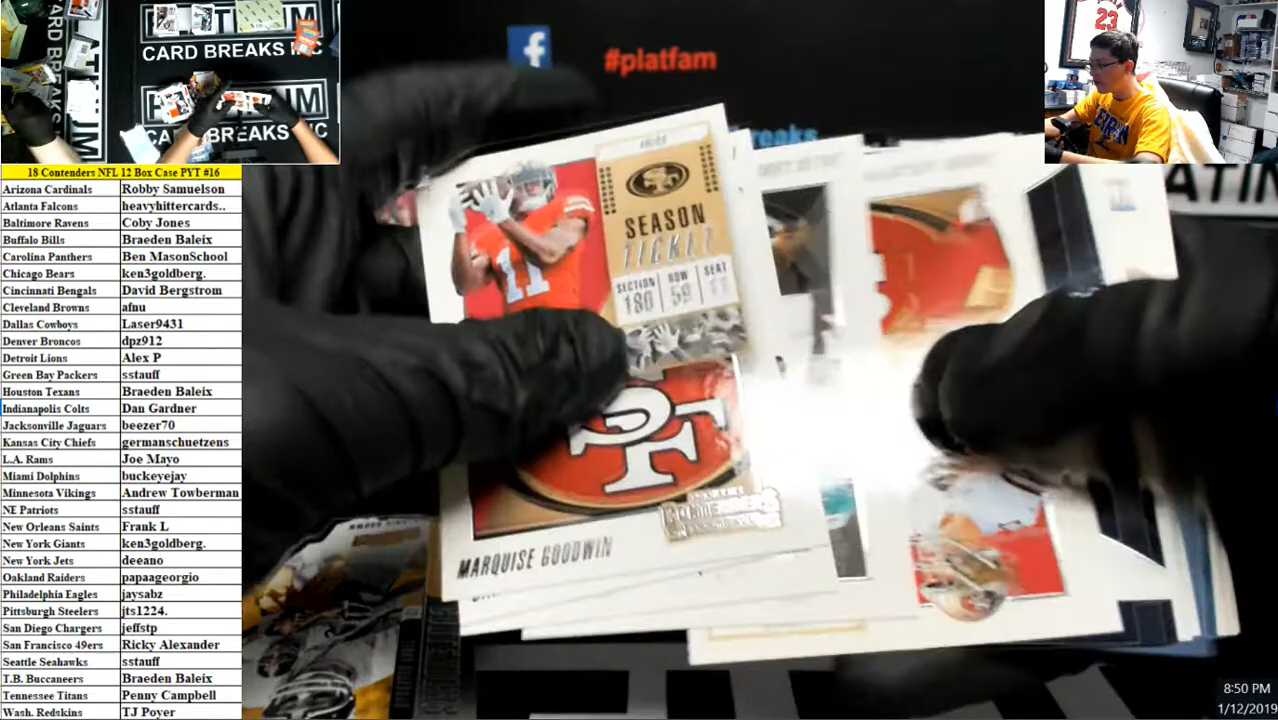 CARD BREAKS INC
CARD BREAKS INC
#platfam
breaks
23
18 Contenders NFL 12 Box Case PYT #16
Arizona Cardinals Robby Samuelson
Atlanta Falcons heavyhittercards..
Baltimore Ravens Coby Jones
Buffalo Bills Braeden Baleix
Carolina Panthers Ben MasonSchool
Chicago Bears ken3goldberg.
Cincinnati Bengals David Bergstrom
Cleveland Browns afnu
Dallas Cowboys Laser9431
Denver Broncos dpz912
Detroit Lions Alex P
Green Bay Packers sstauff
Houston Texans Braeden Baleix
Indianapolis Colts Dan Gardner
Jacksonville Jaguars beezer70
Kansas City Chiefs germanschuetzens
L.A. Rams Joe Mayo
Miami Dolphins buckeyejay
Minnesota Vikings Andrew Towberman
NE Patriots sstauff
New Orleans Saints Frank L
New York Giants ken3goldberg.
New York Jets deeano
Oakland Raiders papaageorgio
Philadelphia Eagles jaysabz
Pittsburgh Steelers jts1224.
San Diego Chargers jeffstp
San Francisco 49ers Ricky Alexander
Seattle Seahawks sstauff
T.B. Buccaneers Braeden Baleix
Tennessee Titans Penny Campbell
Wash. Redskins TJ Poyer
SEASON
TICKET
SECTION ROW SEAT
180 59 11
11
SF
MARQUISE GOODWIN
8:50 PM
1/12/2019